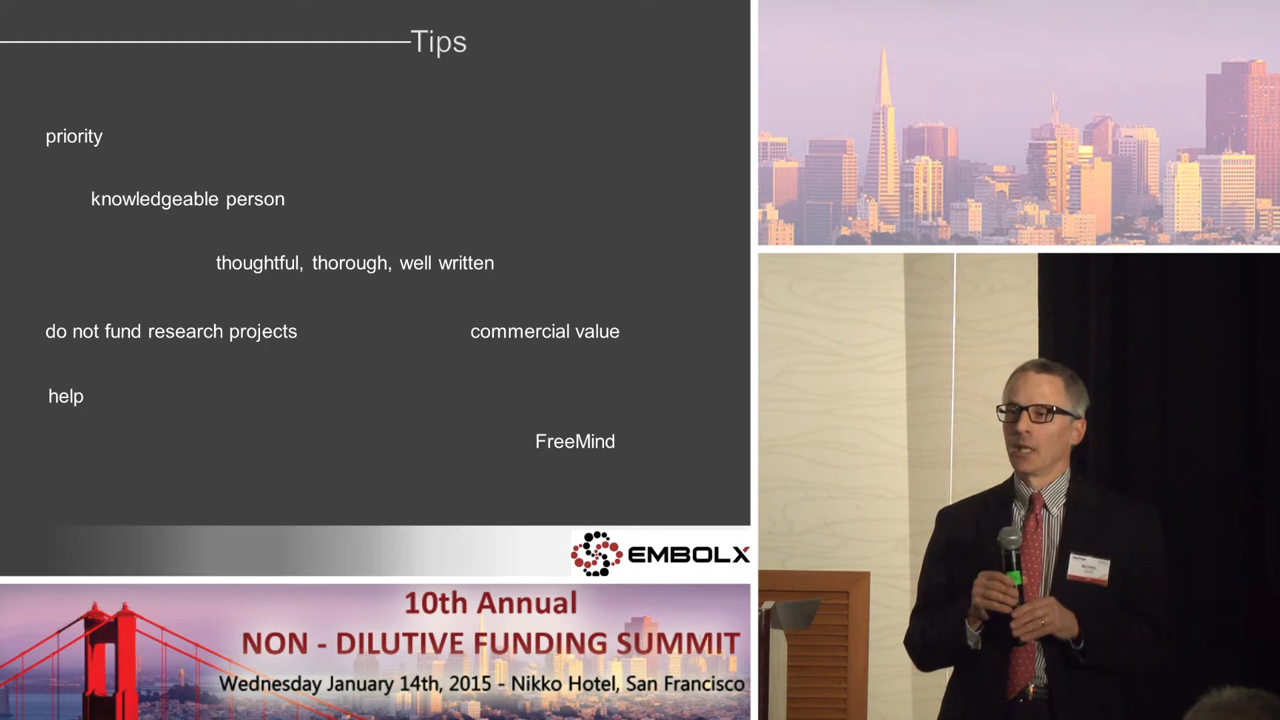 Tips
priority
knowledgeable person
thoughtful, thorough, well written
do not fund research projects commercial value
help
FreeMind
EMBOLX
10th Annual
NON - DILUTIVE FUNDING SUMMIT
Wednesday January 14th, 2015 - Nikko Hotel, San Francisco